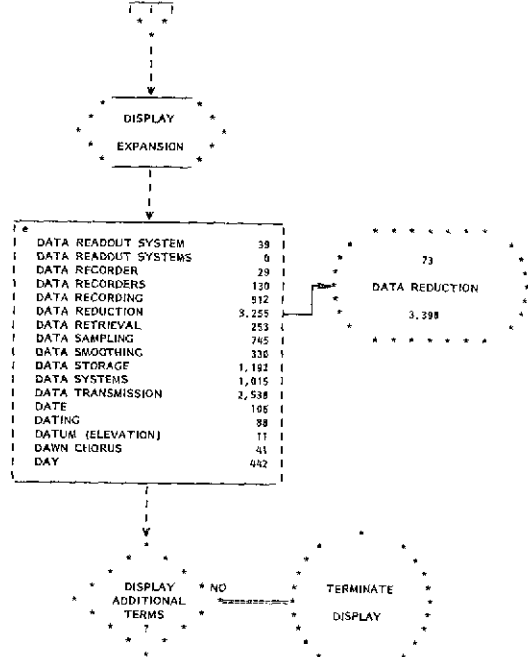 DISPLAY
EXPANSION
e
DATA READOUT SYSTEM 39
DATA READOUT SYSTEMS 0
DATA RECORDER 29
DATA RECORDERS 130
DATA RECORDING 912
DATA REDUCTION 3,255
DATA RETRIEVAL 253
DATA SAMPLING 745
DATA SMOOTHING 330
DATA STORAGE 1,192
DATA SYSTEMS 1,015
DATA TRANSMISSION 2,538
DATE 106
DATING 88
DATUM (ELEVATION) 11
DAWN CHORUS 41
DAY 442
73
DATA REDUCTION
3,398
DISPLAY
ADDITIONAL
TERMS
?
NO
TERMINATE
DISPLAY